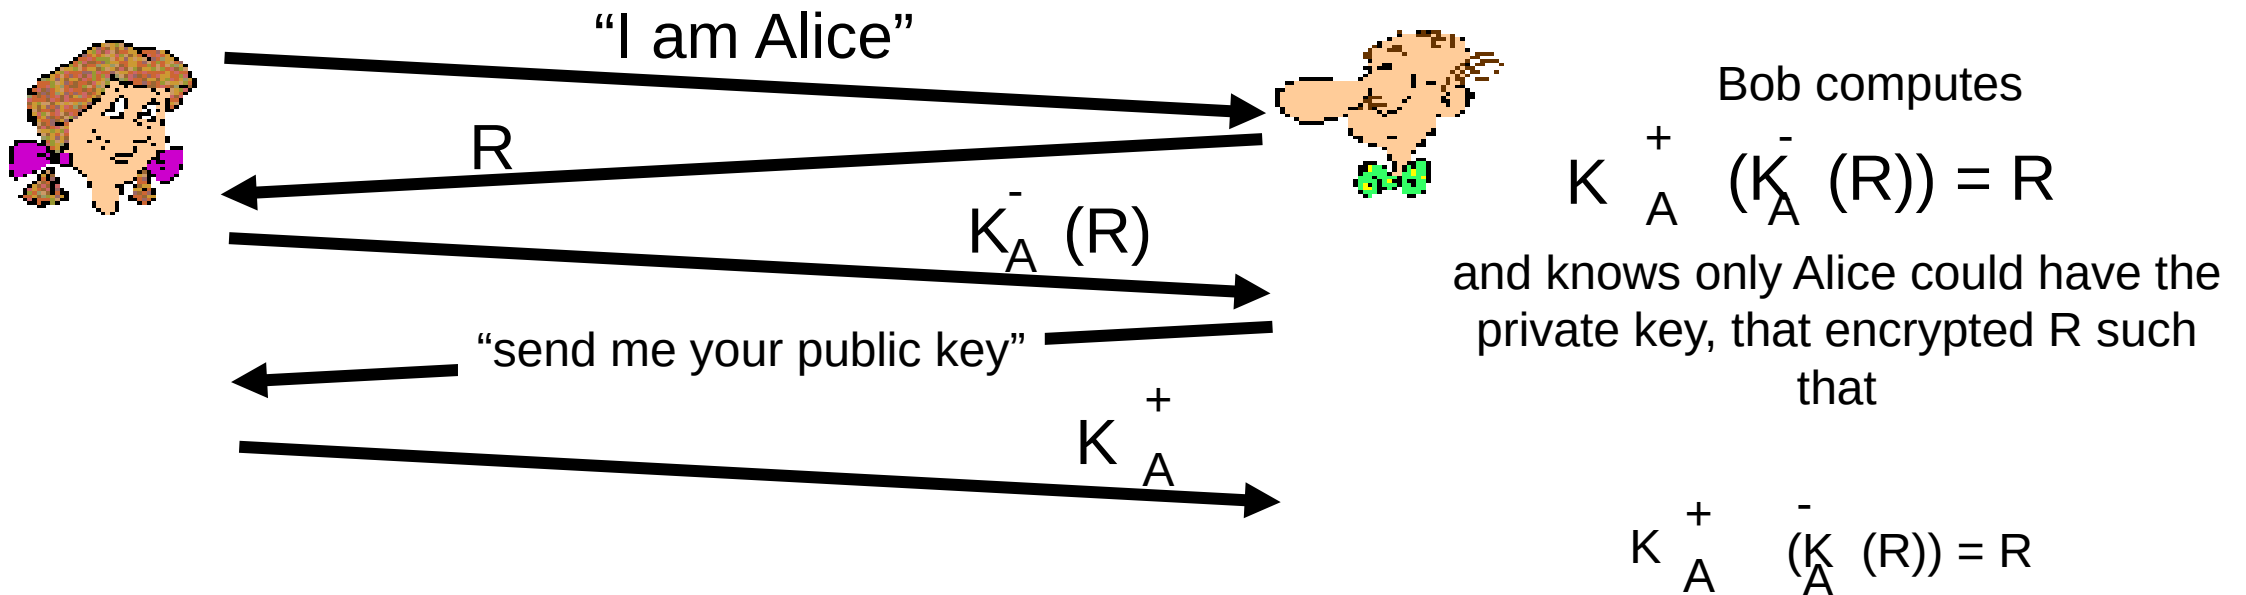 “I am Alice”
R
K A - (R)
“send me your public key”
K A +
Bob computes
K A + (K A - (R)) = R
and knows only Alice could have the
private key, that encrypted R such
that
K A + (K A - (R)) = R